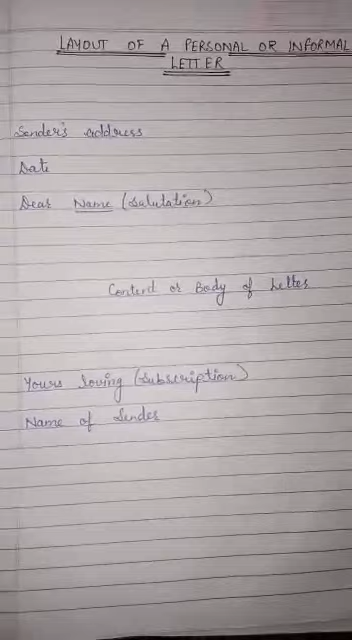 LAYOUT OF A PERSONAL OR INFORMAL
LETTER
Sender's address
Date
Dear Name (Salutation)
Content or Body of Letter
Yours loving (Subscription)
Name of Sender